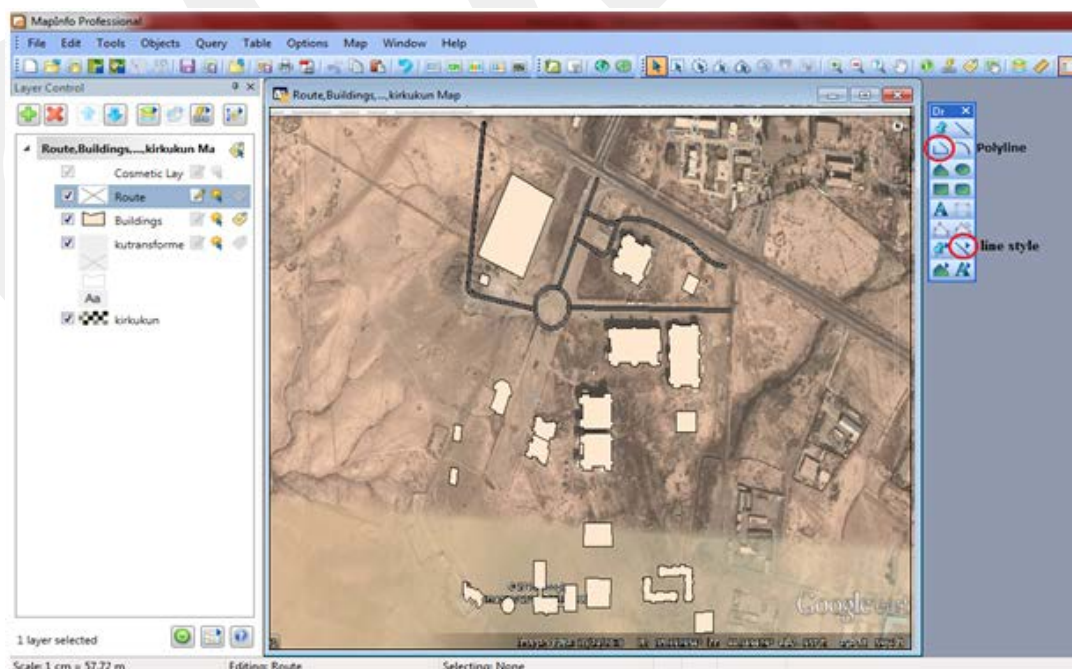 MapInfo Professional
File Edit Tools Objects Query Table Options Map Window Help
Layer Control
Route,Buildings,...,kirkukun Map
Route,Buildings,...,kirkukun Ma
Cosmetic Lay
Route
Buildings
kutransforme
Aa
kirkukun
Dr
Polyline
A
line style
Google
1 layer selected
Scale: 1 cm = 57.72 m
Editing: Route
Selecting: None